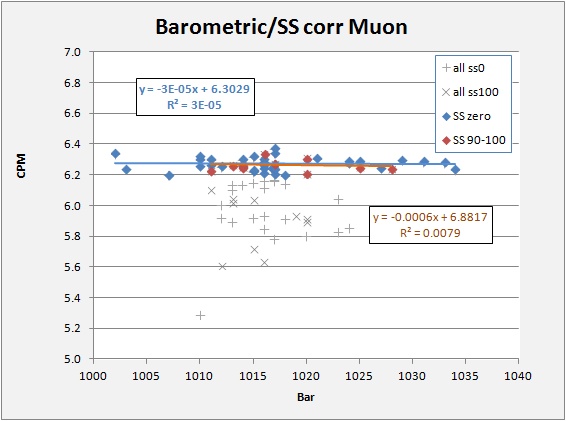 Barometric/SS corr Muon
7.0
6.8
6.6
6.4
6.2
6.0
5.8
5.6
5.4
5.2
5.0
CPM
y = -3E-05x + 6.3029
R² = 3E-05
all ss0
all ss100
SS zero
SS 90-100
y = -0.0006x + 6.8817
R² = 0.0079
1000 1005 1010 1015 1020 1025 1030 1035 1040
Bar